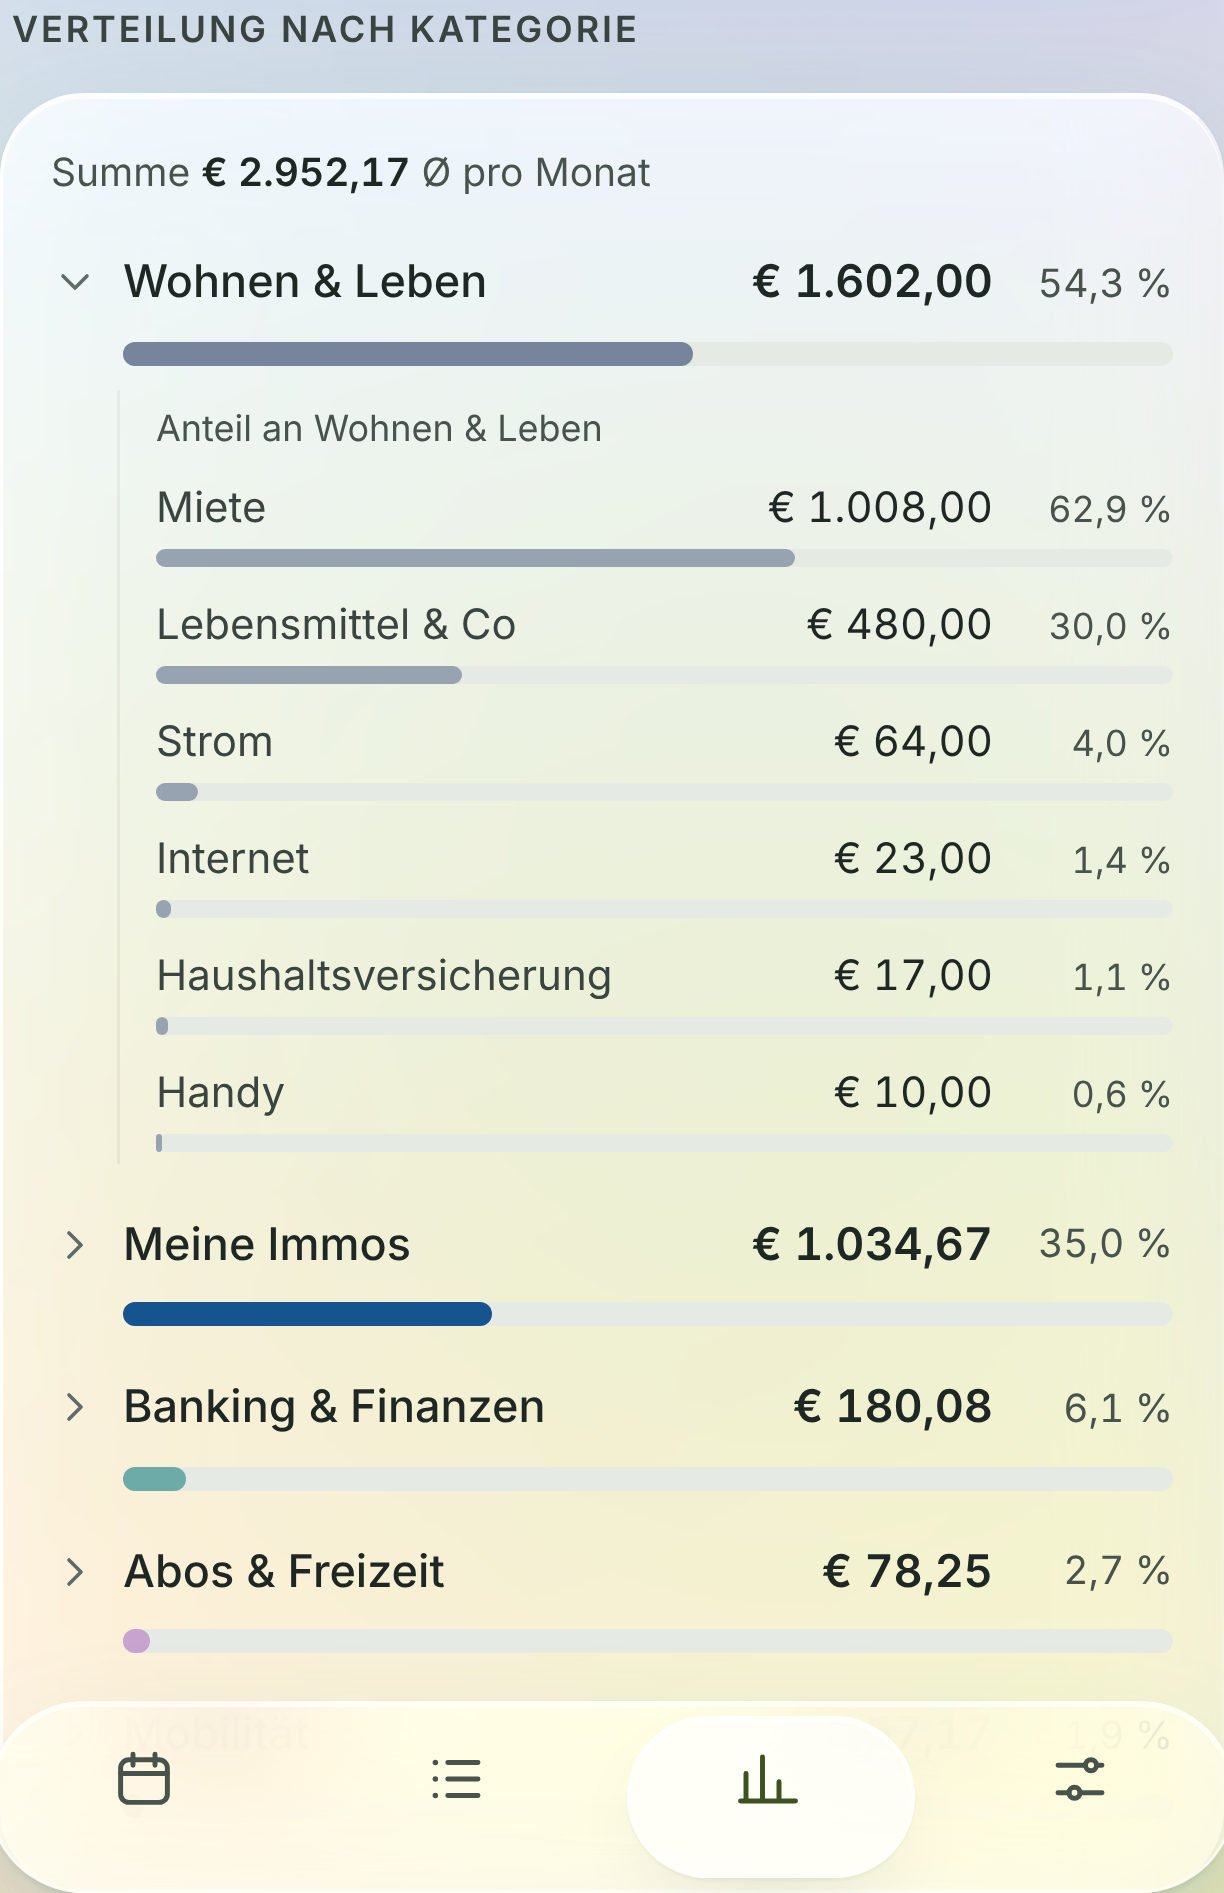 VERTEILUNG NACH KATEGORIE
Summe € 2.952,17 Ø pro Monat
Wohnen & Leben € 1.602,00 54,3 %
Anteil an Wohnen & Leben
Miete € 1.008,00 62,9 %
Lebensmittel & Co € 480,00 30,0 %
Strom € 64,00 4,0 %
Internet € 23,00 1,4 %
Haushaltsversicherung € 17,00 1,1 %
Handy € 10,00 0,6 %
Meine Immos € 1.034,67 35,0 %
Banking & Finanzen € 180,08 6,1 %
Abos & Freizeit € 78,25 2,7 %
Mobilität 1,9 %